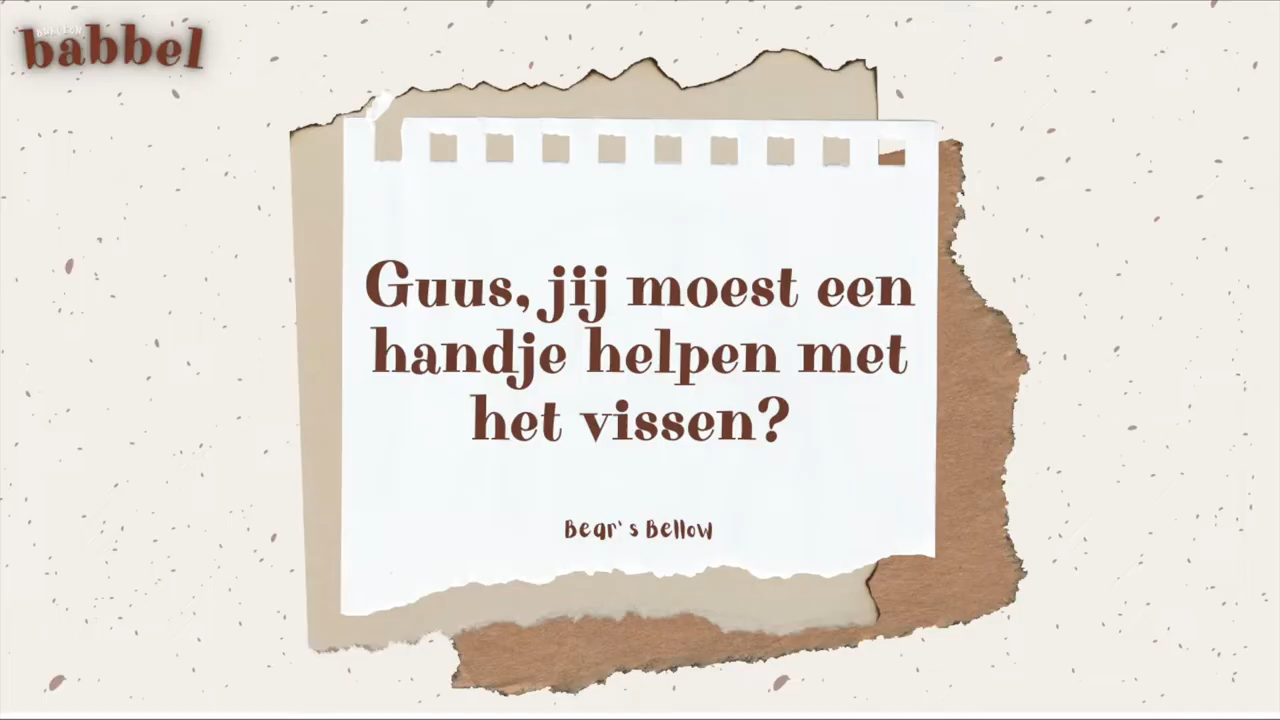 babbel
Guus, jij moest een
handje helpen met
het vissen?
Bear's Bellow